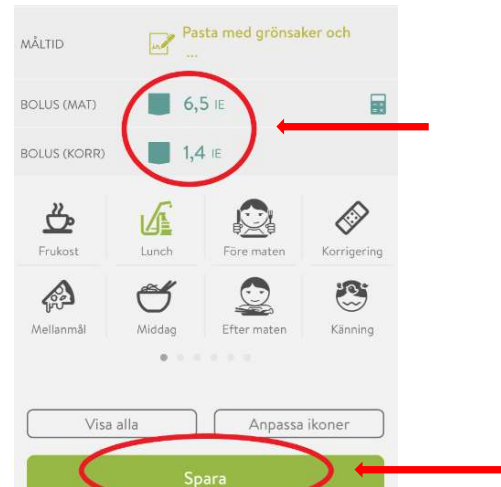 MÅLTID
Pasta med grönsaker och
...
BOLUS (MAT) 6,5 IE
BOLUS (KORR) 1,4 IE
Frukost Lunch Före maten Korrigering
Mellanmål Middag Efter maten Känning
Visa alla Anpassa ikoner
Spara